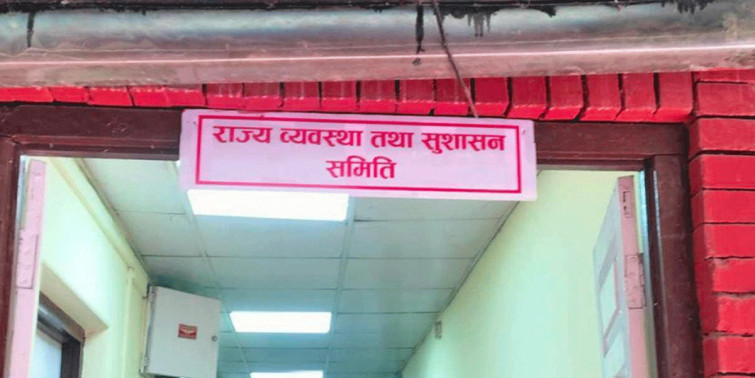 राज्य व्यवस्था तथा सुशासन
समिति